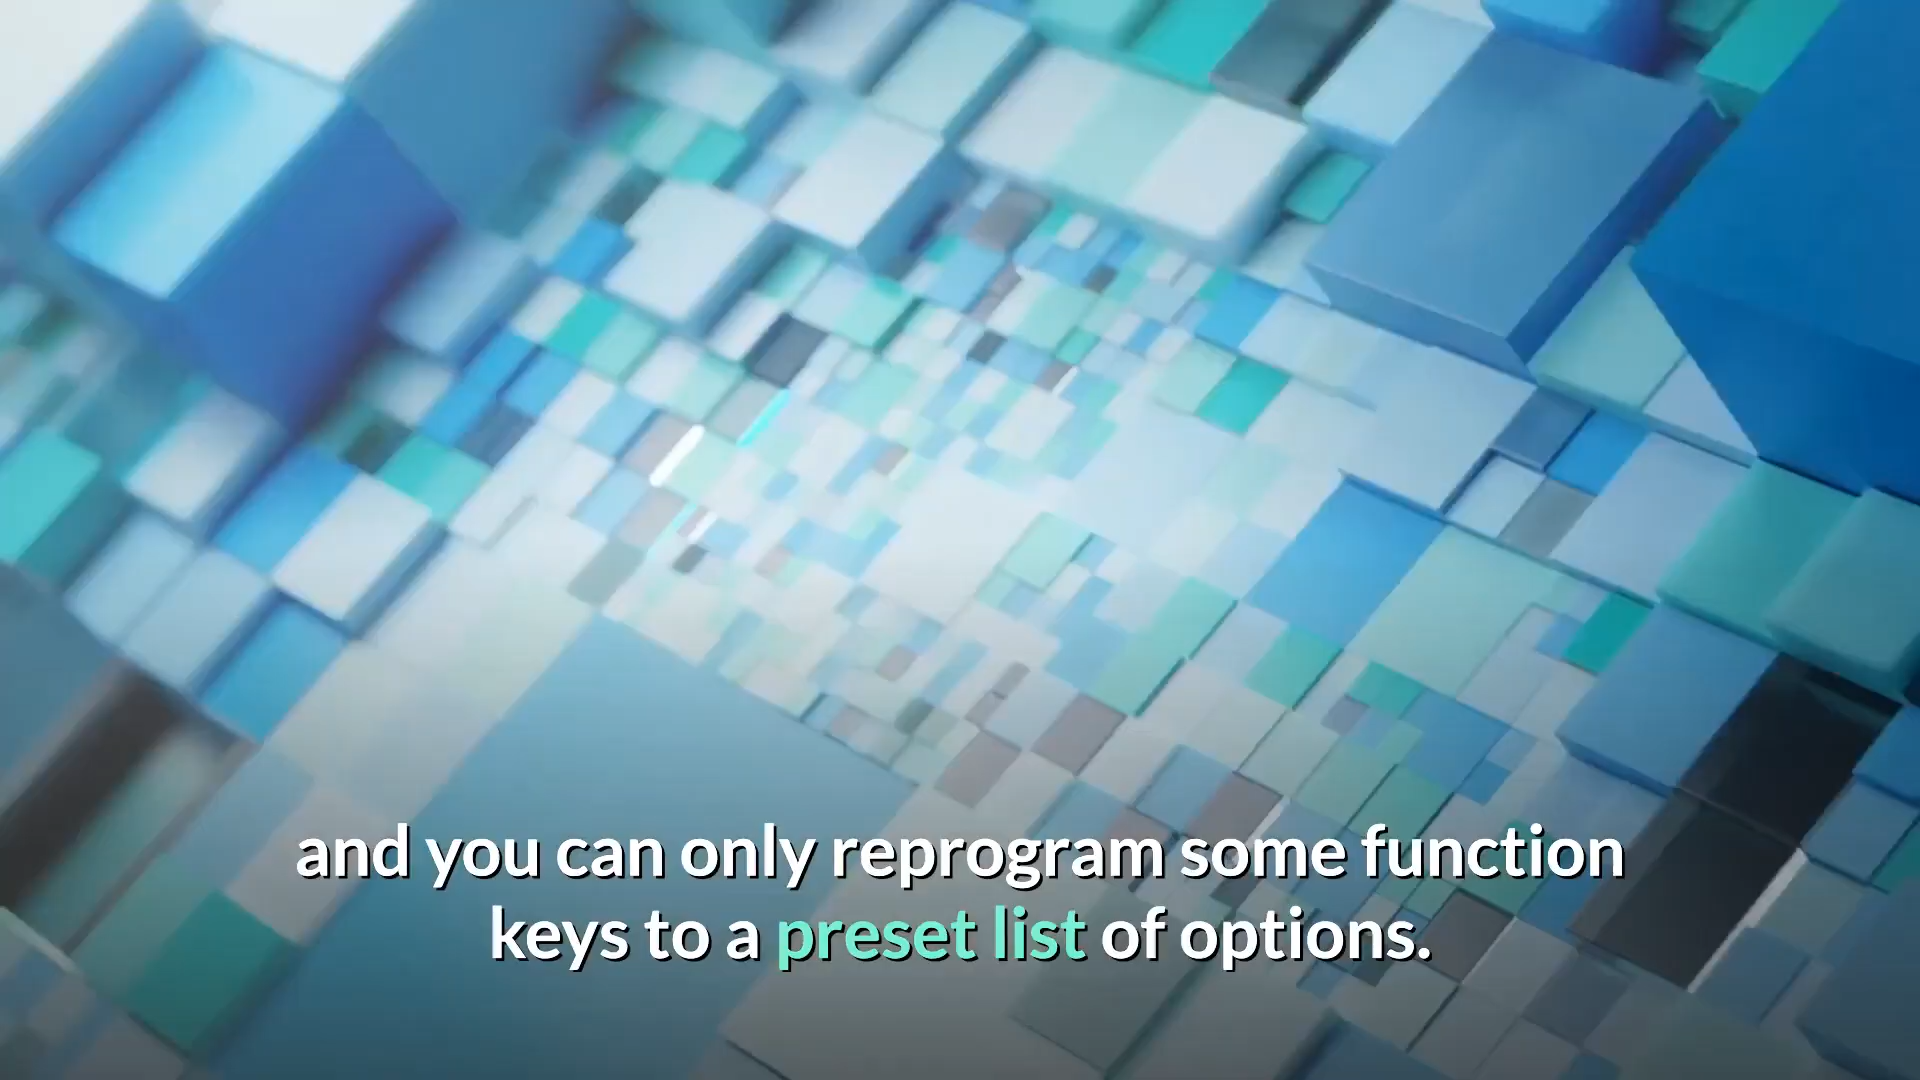 and you can only reprogram some function
keys to a preset list of options.